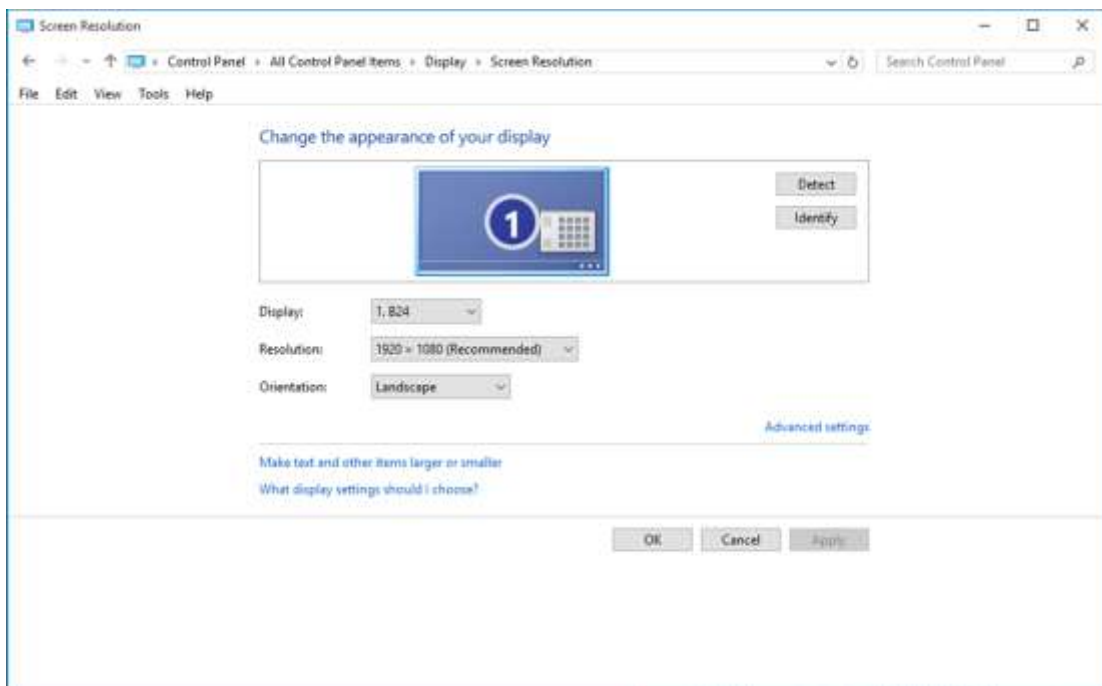 Screen Resolution
Control Panel All Control Panel Items Display Screen Resolution Search Control Panel
File Edit View Tools Help
Change the appearance of your display
1
Detect
Identify
Display: 1. B24
Resolution: 1920 × 1080 (Recommended)
Orientation: Landscape
Advanced settings
Make text and other items larger or smaller
What display settings should I choose?
OK Cancel Apply